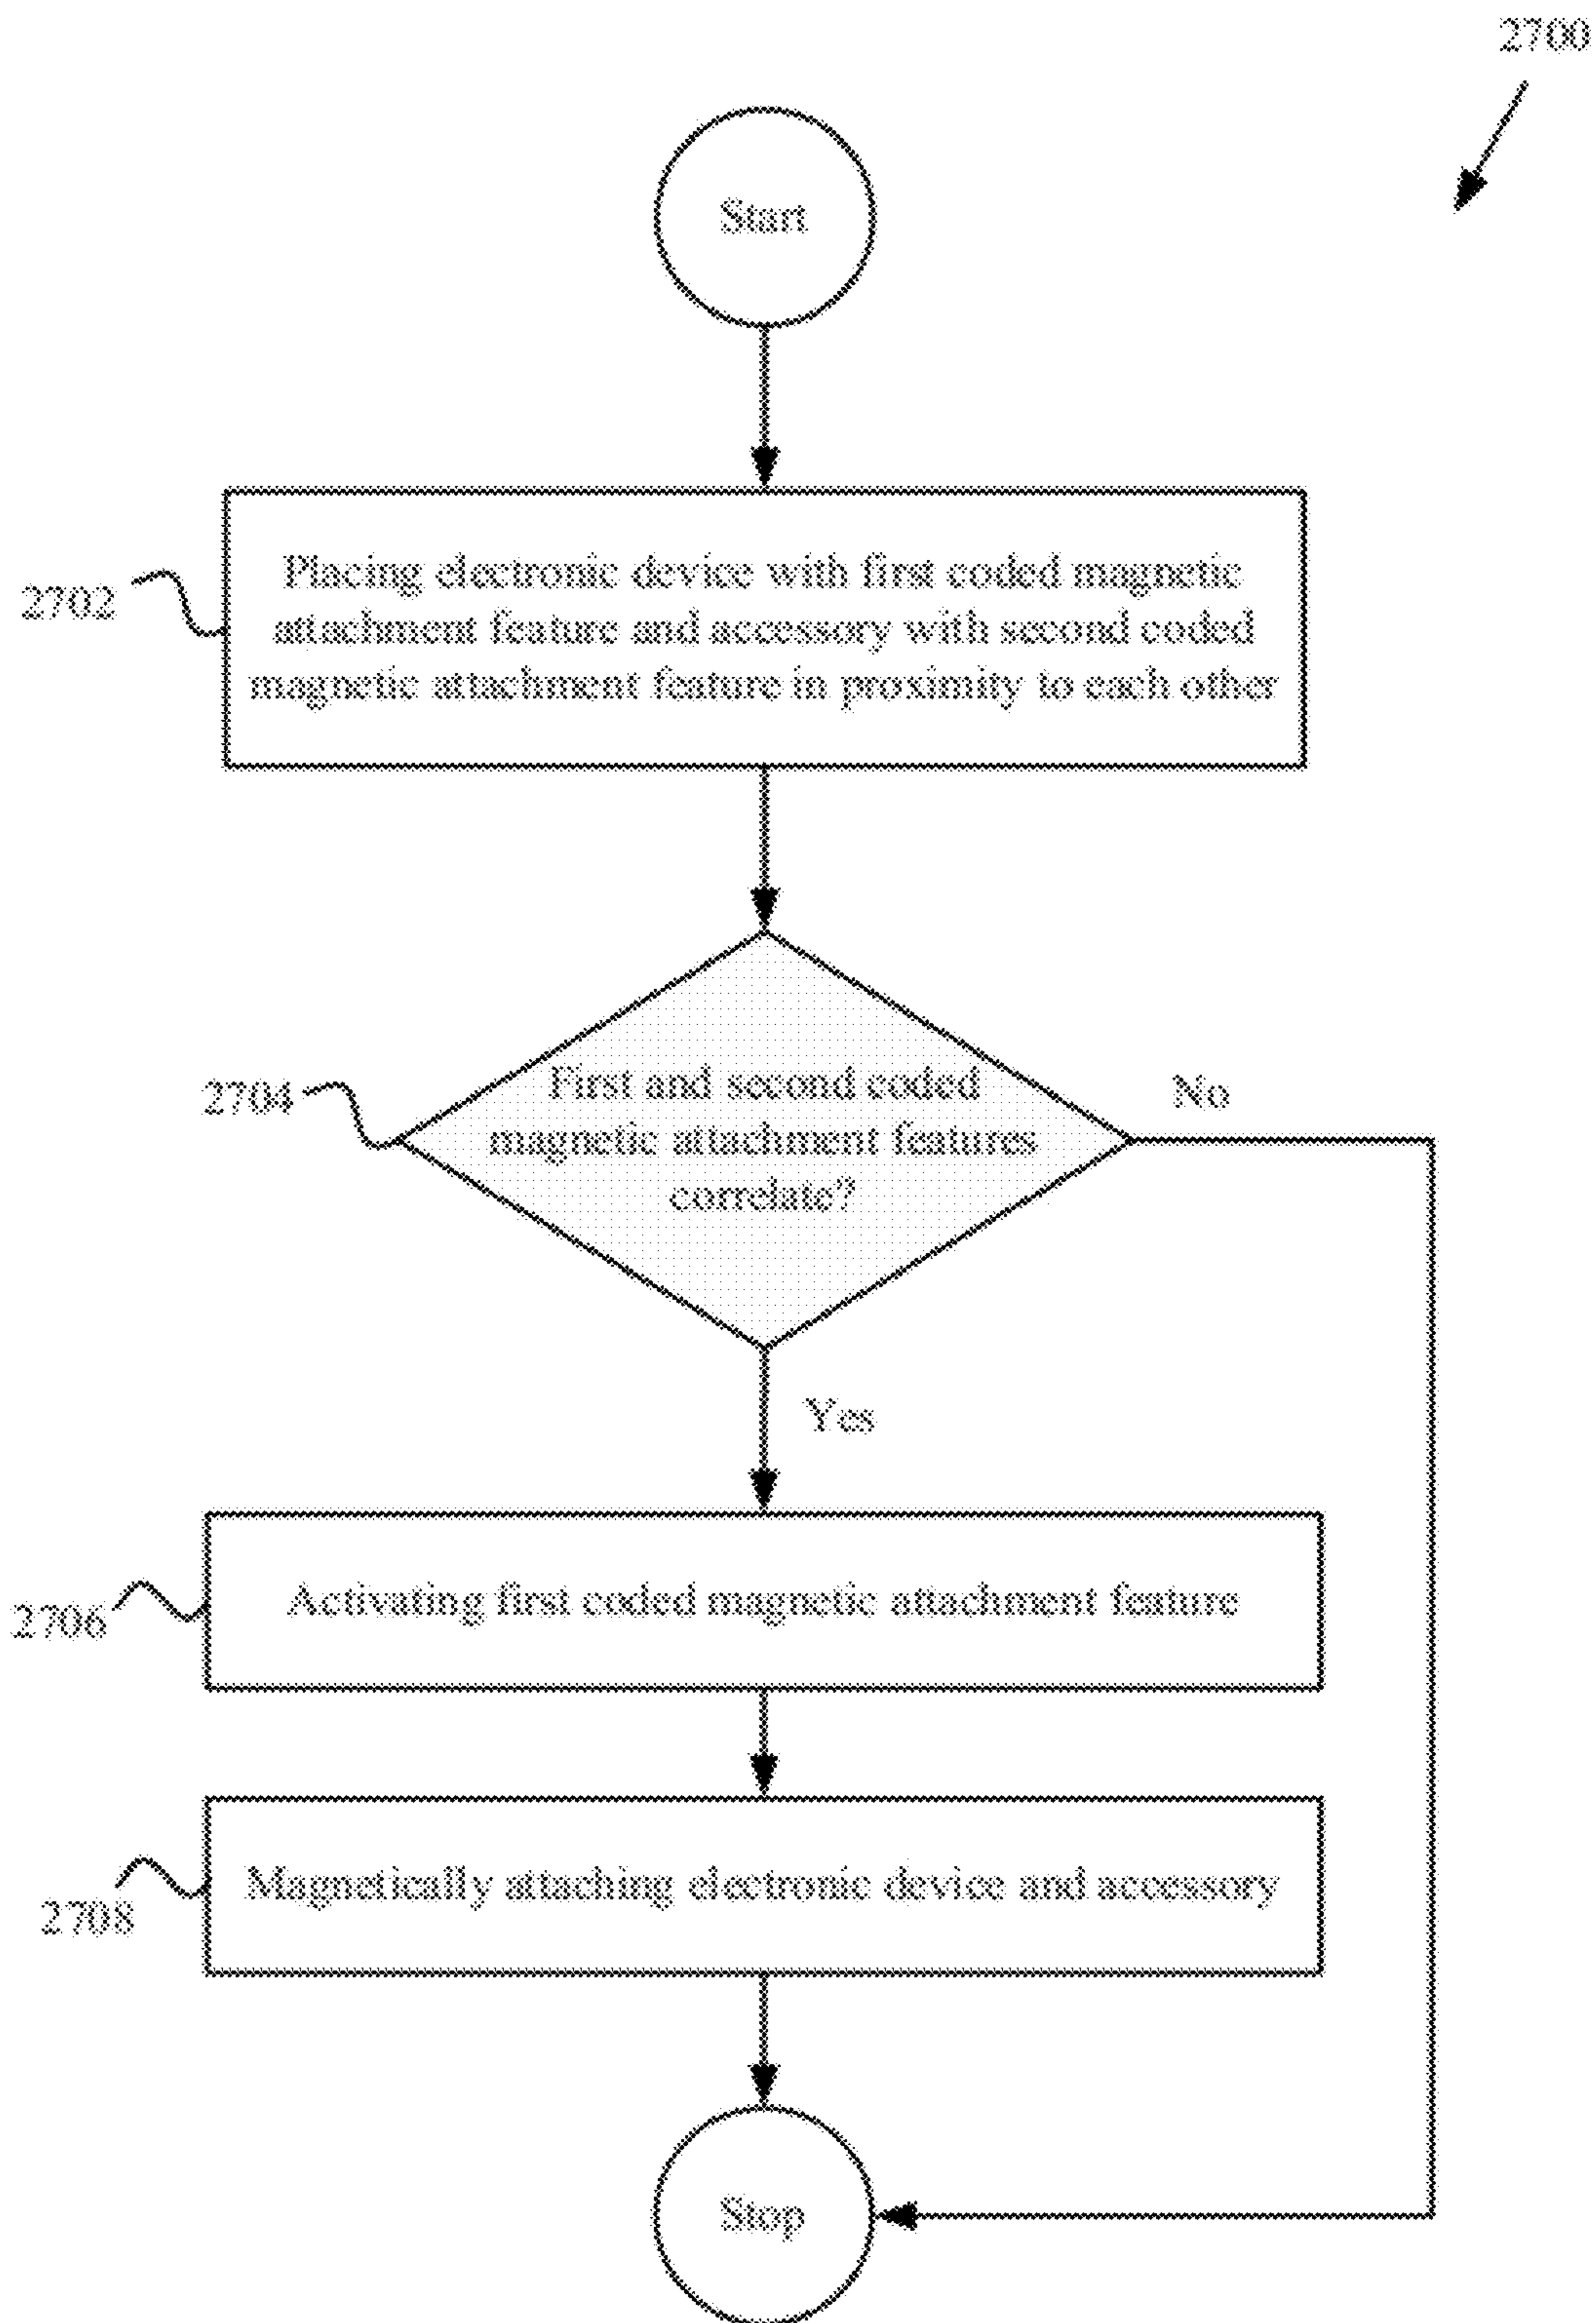 2700
Start
2702
Placing electronic device with first coded magnetic
attachment feature and accessory with second coded
magnetic attachment feature in proximity to each other
2704
First and second coded
magnetic attachment features
correlate?
No
Yes
2706
Activating first coded magnetic attachment feature
2708
Magnetically attaching electronic device and accessory
Stop